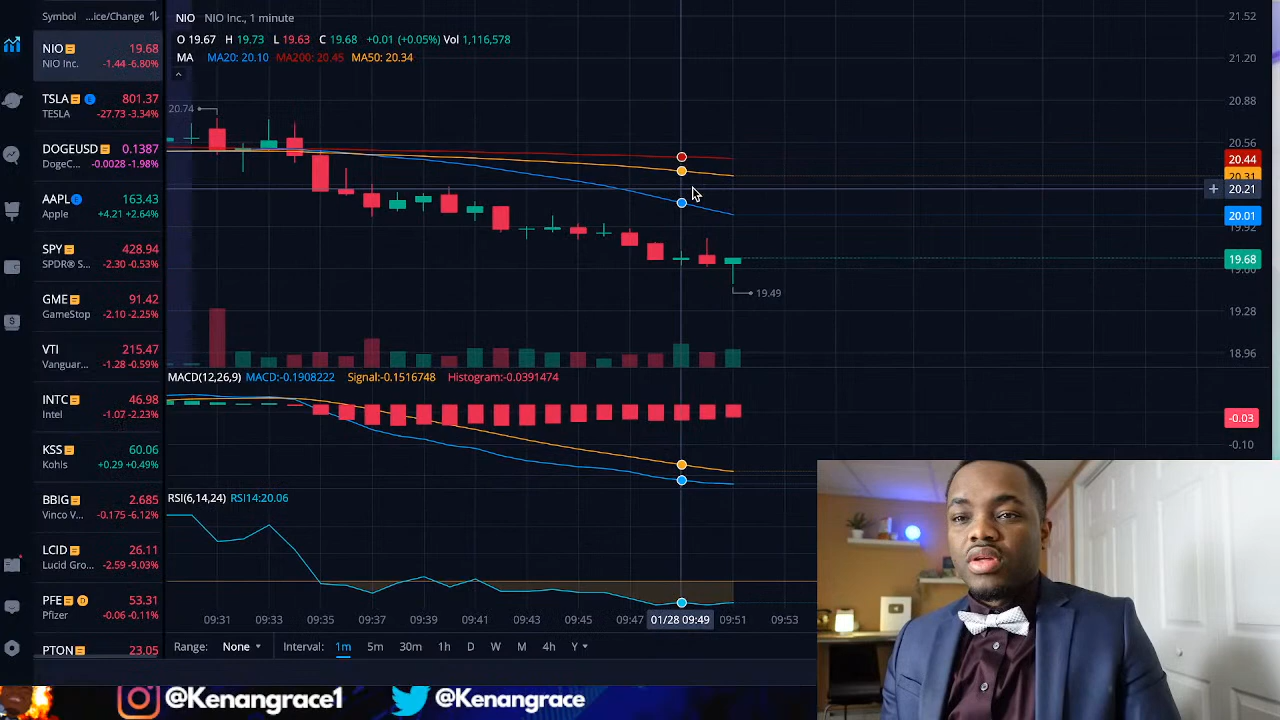 Symbol ...ice/Change
NIO 19.68
NIO Inc. -1.44 -6.80%
TSLA E 801.37
TESLA -27.73 -3.34%
DOGEUSD 0.1387
DogeC... -0.0028 -1.98%
AAPL E 163.43
Apple +4.21 +2.64%
SPY 428.94
SPDR® S... -2.30 -0.53%
GME 91.42
GameStop -2.10 -2.25%
VTI 215.47
Vanguar... -1.28 -0.59%
INTC 46.98
Intel -1.07 -2.23%
KSS 60.06
Kohls +0.29 +0.49%
BBIG 2.685
Vinco V... -0.175 -6.12%
LCID 26.11
Lucid Gro... -2.59 -9.03%
PFE D 53.31
Pfizer -0.06 -0.11%
PTON 23.05
NIO NIO Inc., 1 minute
O 19.67 H 19.73 L 19.63 C 19.68 +0.01 (+0.05%) Vol 1,116,578
MA MA20: 20.10 MA200: 20.45 MA50: 20.34
20.74
19.49
21.52
21.20
20.88
20.56
20.44
20.31
20.21
20.01
19.92
19.68
19.60
19.28
18.96
MACD(12,26,9) MACD:-0.1908222 Signal:-0.1516748 Histogram:-0.0391474
-0.03
-0.10
RSI(6,14,24) RSI14:20.06
09:31 09:33 09:35 09:37 09:39 09:41 09:43 09:45 09:47 01/28 09:49 09:51 09:53
Range: None Interval: 1m 5m 30m 1h D W M 4h Y
@Kenangrace1 @Kenangrace